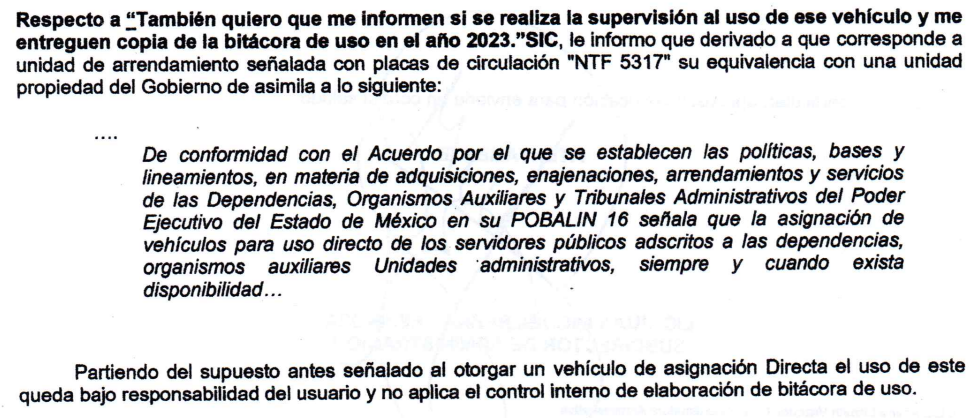 Respecto a “También quiero que me informen si se realiza la supervisión al uso de ese vehículo y me
entreguen copia de la bitácora de uso en el año 2023.”SIC, le informo que derivado a que corresponde a
unidad de arrendamiento señalada con placas de circulación "NTF 5317" su equivalencia con una unidad
propiedad del Gobierno de asimila a lo siguiente:
....
De conformidad con el Acuerdo por el que se establecen las políticas, bases y
lineamientos, en materia de adquisiciones, enajenaciones, arrendamientos y servicios
de las Dependencias, Organismos Auxiliares y Tribunales Administrativos del Poder
Ejecutivo del Estado de México en su POBALIN 16 señala que la asignación de
vehículos para uso directo de los servidores públicos adscritos a las dependencias,
organismos auxiliares Unidades administrativos, siempre y cuando exista
disponibilidad...
Partiendo del supuesto antes señalado al otorgar un vehículo de asignación Directa el uso de este
queda bajo responsabilidad del usuario y no aplica el control interno de elaboración de bitácora de uso.